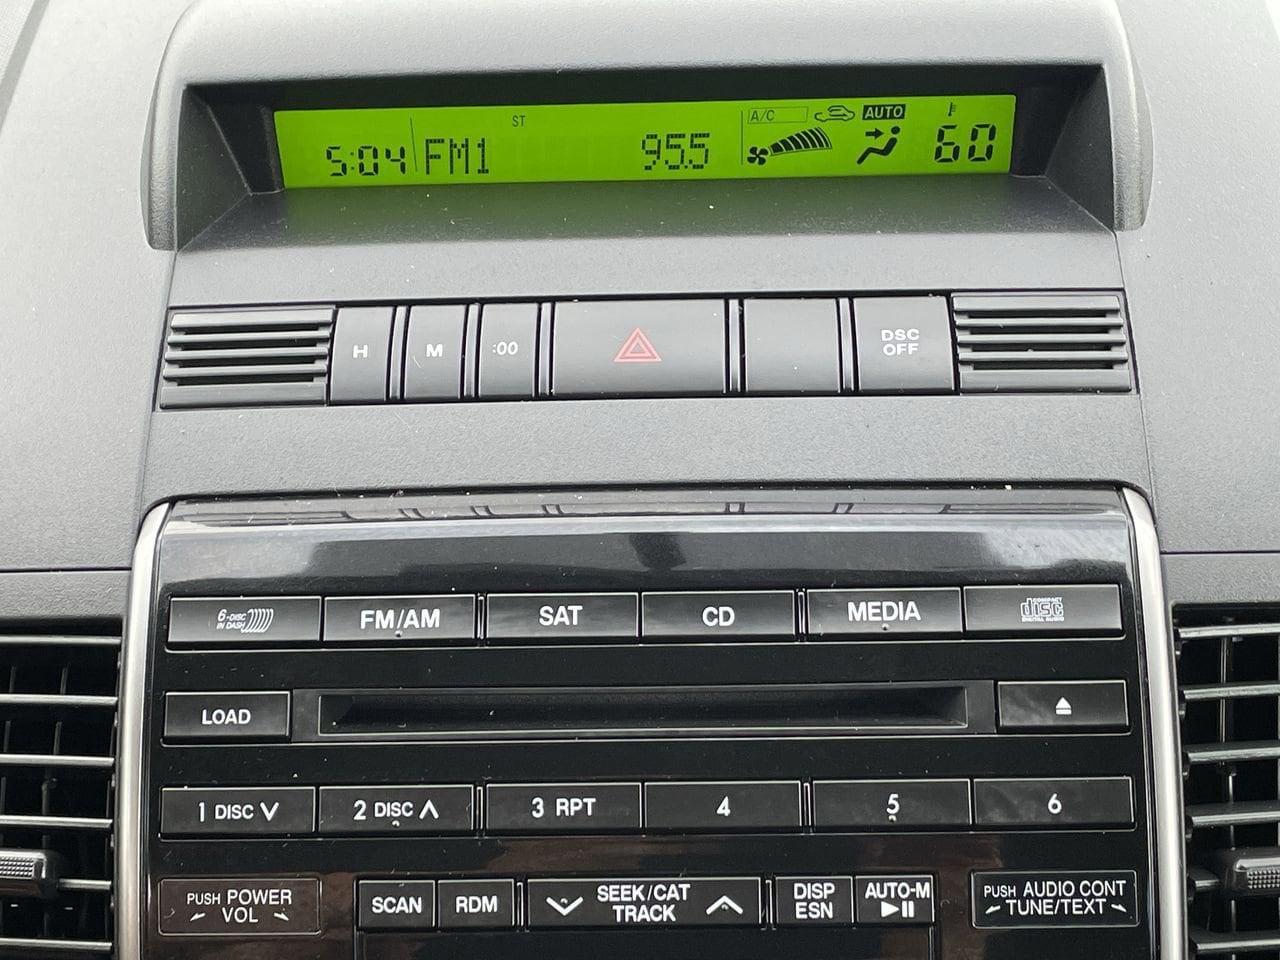 ST A/C AUTO
5:04 FM1 95.5 60
H M :00 DSC OFF
6-DISC IN DASH FM/AM SAT CD MEDIA COMPACT disc DIGITAL AUDIO
LOAD
1 DISC 2 DISC 3 RPT 4 5 6
PUSH POWER VOL SCAN RDM SEEK/CAT TRACK DISP ESN AUTO-M PUSH AUDIO CONT TUNE/TEXT